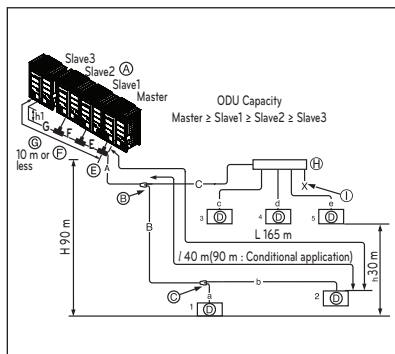 Slave3
Slave2 Ⓐ
Slave1
Master
ODU Capacity
Master ≥ Slave1 ≥ Slave2 ≥ Slave3
h1
G
F
E
Ⓖ
10 m or less
Ⓕ
Ⓔ
A
Ⓗ
Ⓑ
C
X
Ⓘ
c
d
e
3 Ⓓ
4 Ⓓ
5 Ⓓ
H 90 m
L 165 m
B
l 40 m(90 m : Conditional application)
h 30 m
Ⓒ
a
b
1 Ⓓ
2 Ⓓ